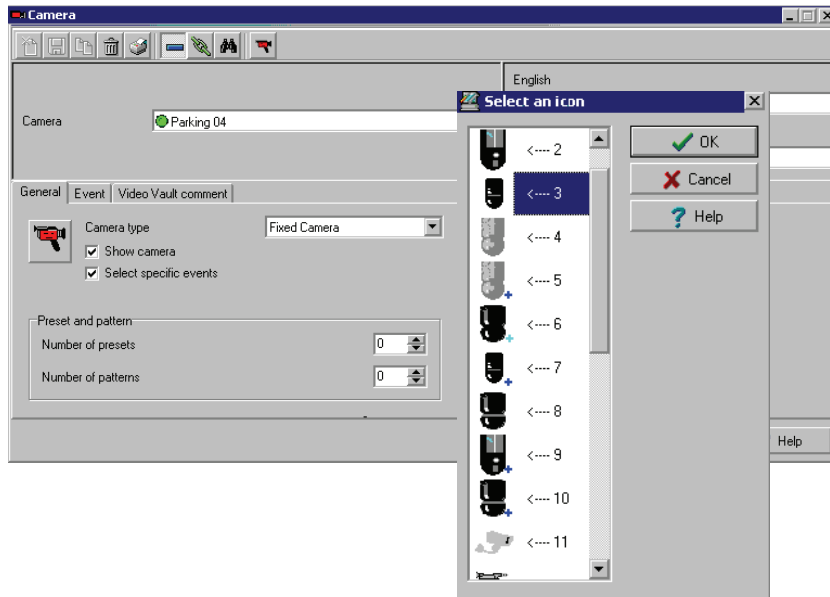 Camera
English
Camera
Parking 04
General
Event
Video Vault comment
Camera type
Fixed Camera
Show camera
Select specific events
Preset and pattern
Number of presets
0
Number of patterns
0
Help
Select an icon
<---- 2
<---- 3
<---- 4
<---- 5
<---- 6
<---- 7
<---- 8
<---- 9
<---- 10
<---- 11
OK
Cancel
? Help